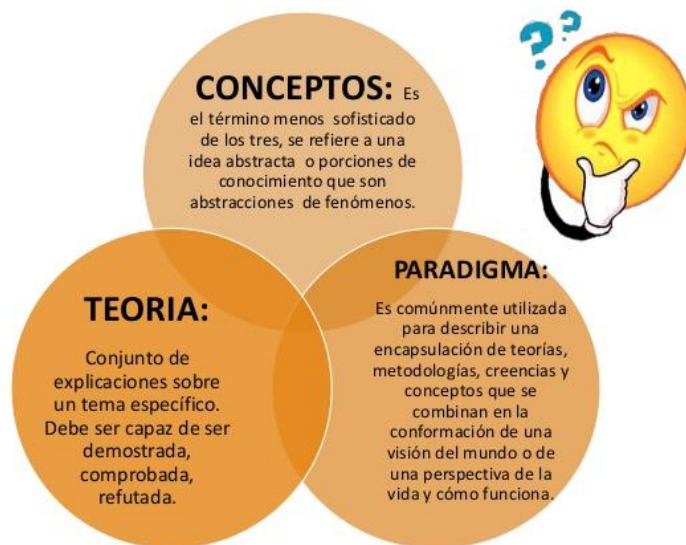 CONCEPTOS: Es
el término menos sofisticado
de los tres, se refiere a una
idea abstracta o porciones de
conocimiento que son
abstracciones de fenómenos.
TEORIA:
Conjunto de
explicaciones sobre
un tema específico.
Debe ser capaz de ser
demostrada,
comprobada,
refutada.
PARADIGMA:
Es comúnmente utilizada
para describir una
encapsulación de teorías,
metodologías, creencias y
conceptos que se
combinan en la
conformación de una
visión del mundo o de
una perspectiva de la
vida y cómo funciona.
???